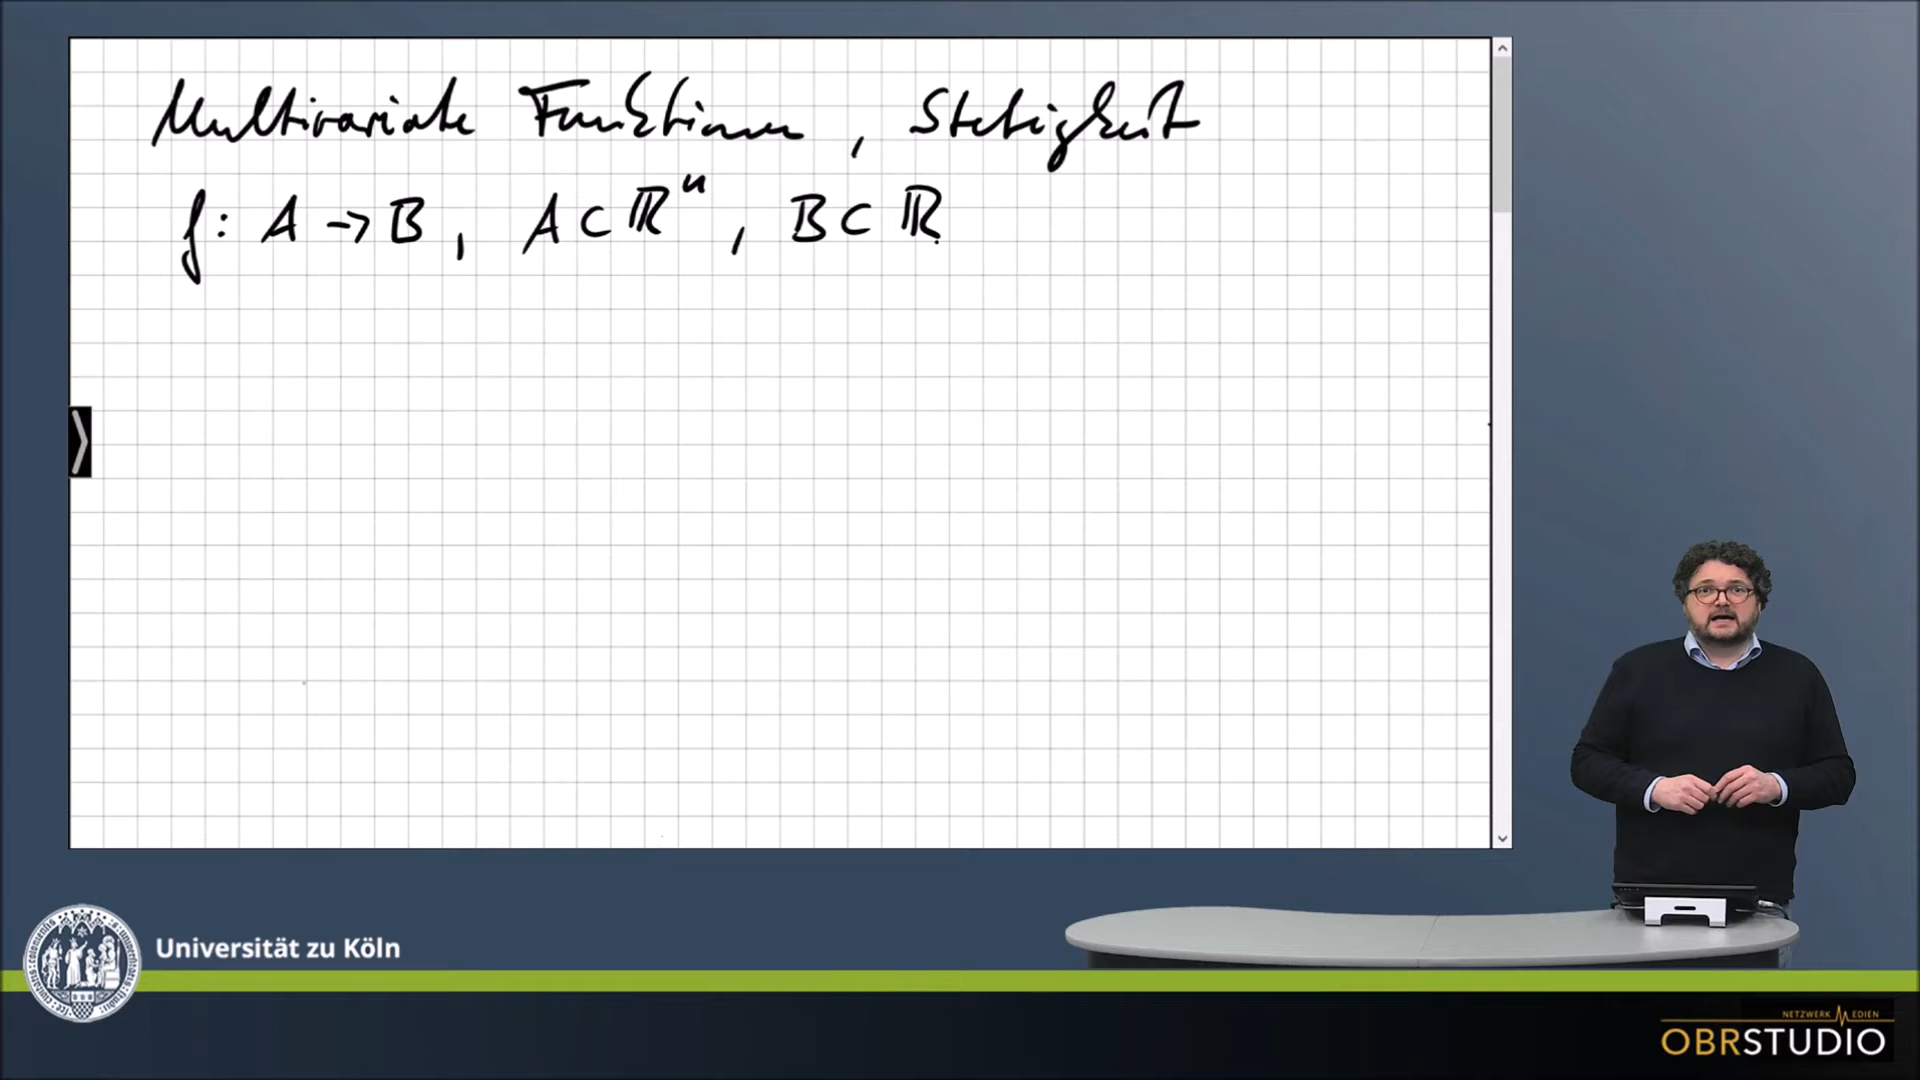 Multivariate Funktionen, Stetigkeit
f: A → B, A ⊂ ℝⁿ, B ⊂ ℝ
Universität zu Köln
NETZWERK MEDIEN
OBRSTUDIO